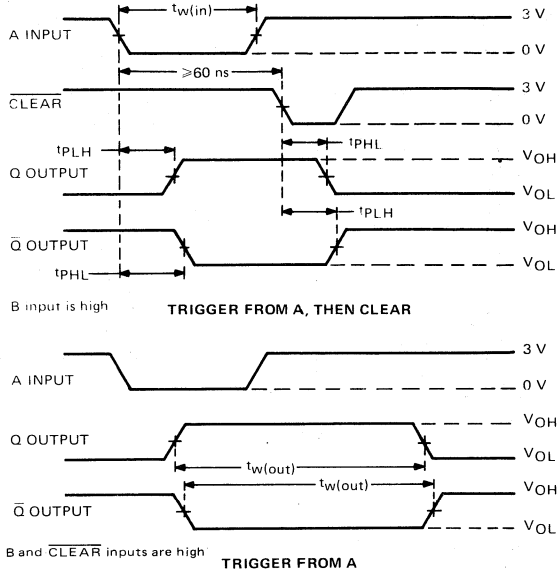 tw(in)
3 V
A INPUT
0 V
≥60 ns
3 V
CLEAR
0 V
tPLH
tPHL
VOH
Q OUTPUT
VOL
tPLH
VOH
Q̅ OUTPUT
tPHL
VOL
B input is high
TRIGGER FROM A, THEN CLEAR
3 V
A INPUT
0 V
VOH
Q OUTPUT
VOL
tw(out)
tw(out)
VOH
Q̅ OUTPUT
VOL
B and CLEAR inputs are high
TRIGGER FROM A